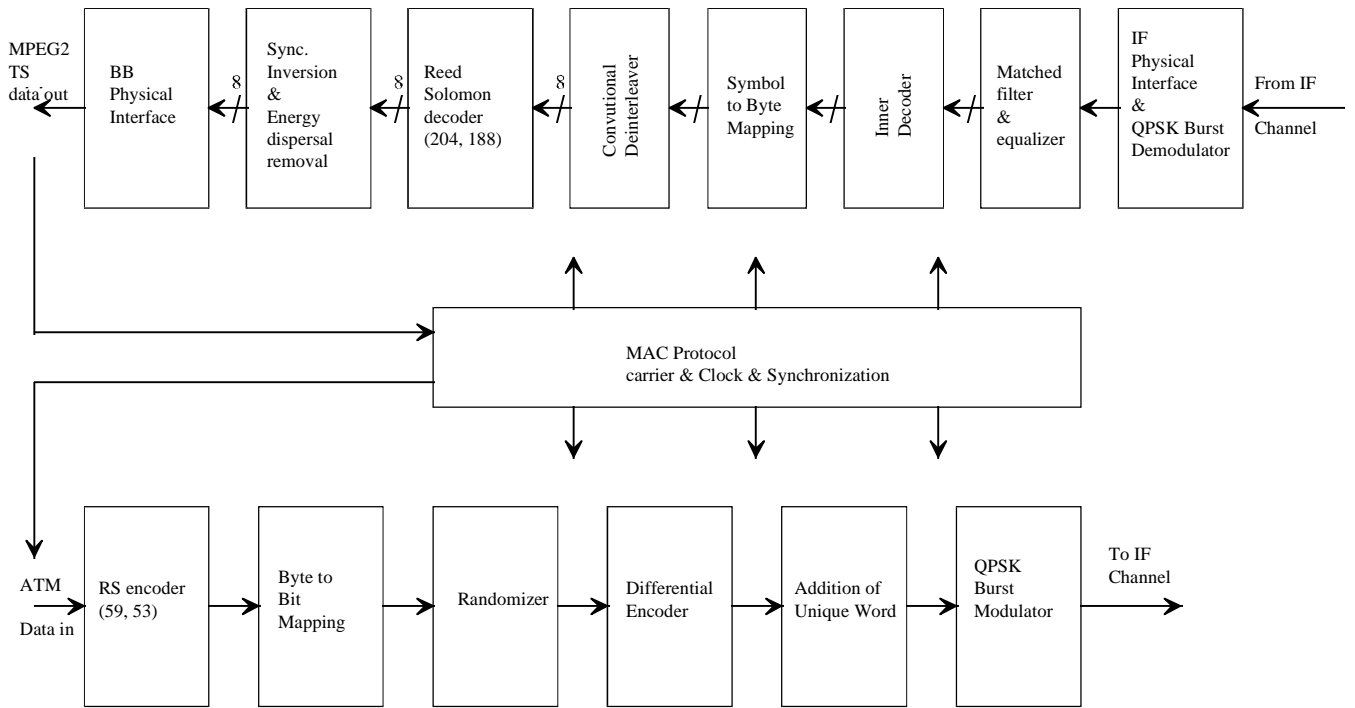 MPEG2
TS
data out
BB
Physical
Interface
8
Sync.
Inversion
&
Energy
dispersal
removal
8
Reed
Solomon
decoder
(204, 188)
8
Convutional
Deinterleaver
Symbol
to Byte
Mapping
Inner
Decoder
Matched
filter
&
equalizer
IF
Physical
Interface
&
QPSK Burst
Demodulator
From IF
Channel
MAC Protocol
carrier & Clock & Synchronization
ATM
Data in
RS encoder
(59, 53)
Byte to
Bit
Mapping
Randomizer
Differential
Encoder
Addition of
Unique Word
QPSK
Burst
Modulator
To IF
Channel